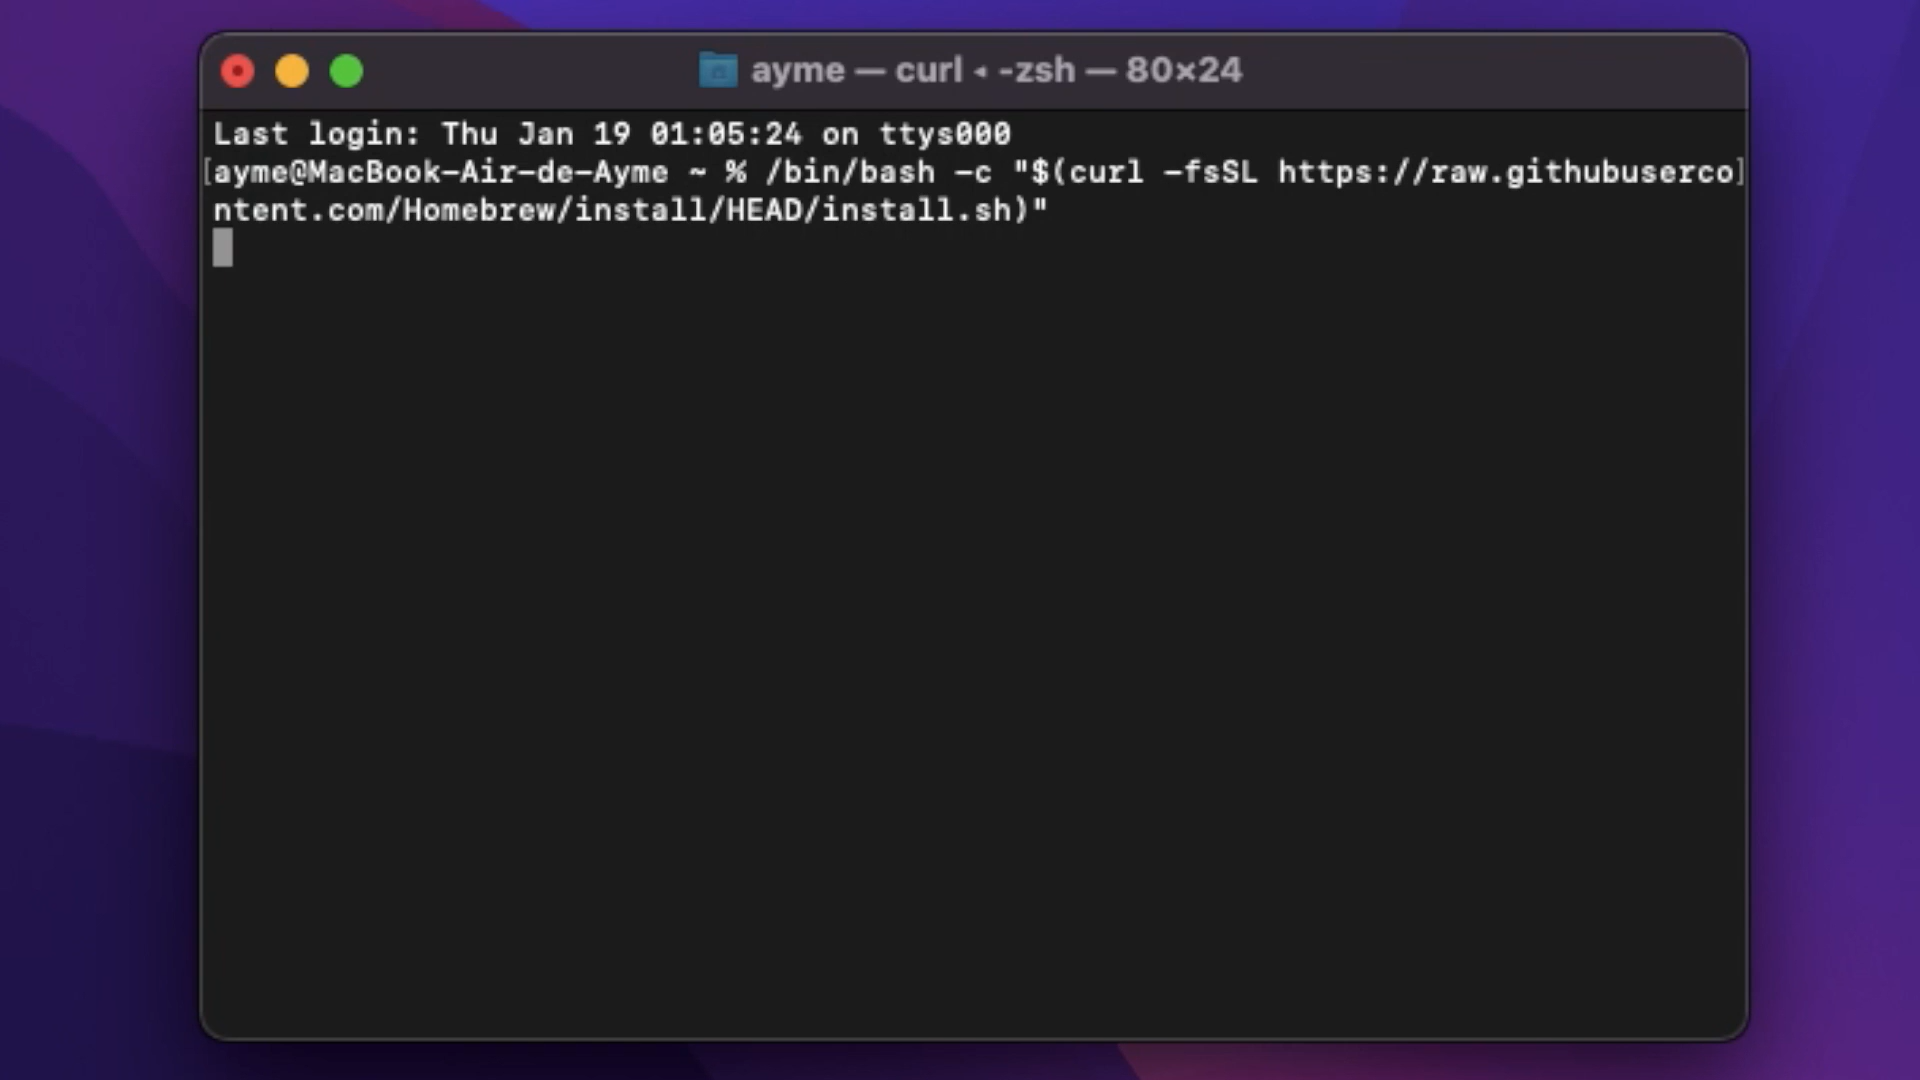 ayme — curl ◂ -zsh — 80×24
Last login: Thu Jan 19 01:05:24 on ttys000
[ayme@MacBook-Air-de-Ayme ~ % /bin/bash -c "$(curl -fsSL https://raw.githubuserco]
ntent.com/Homebrew/install/HEAD/install.sh)"